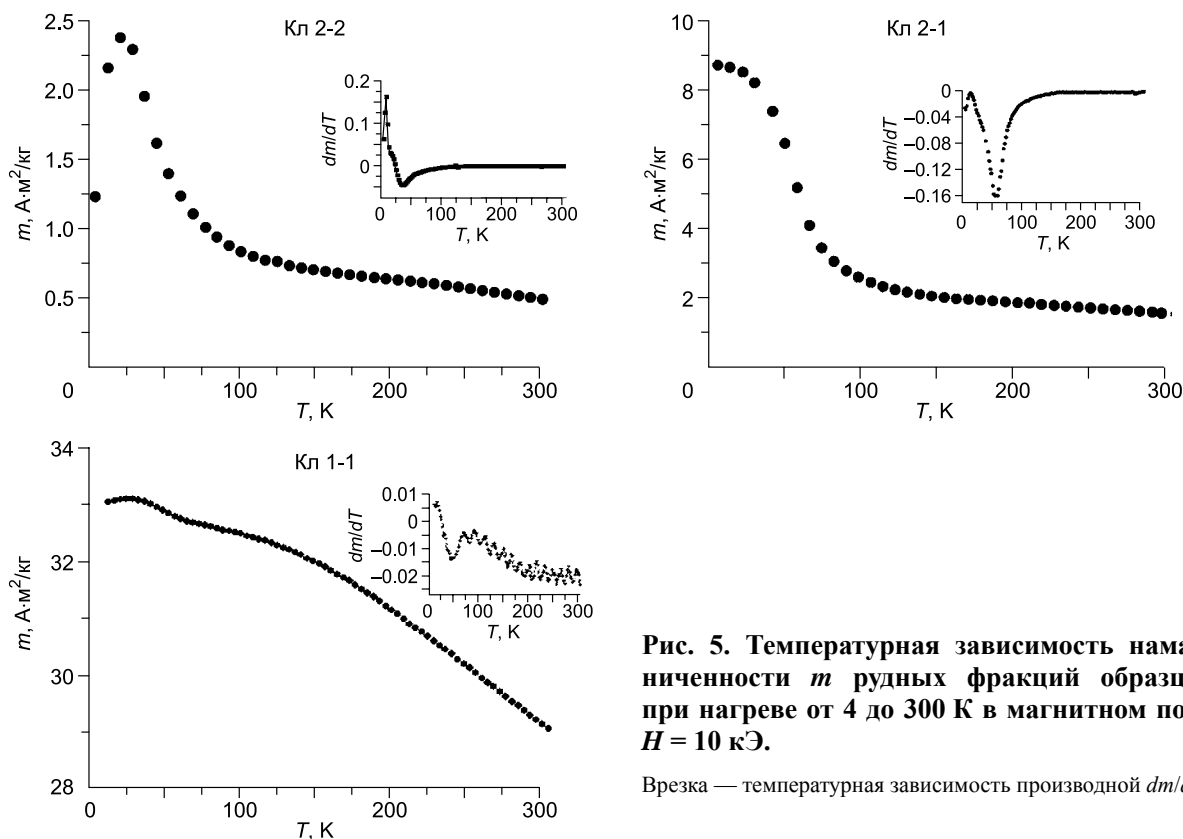 Кл 2-2
2.5
2.0
1.5
1.0
0.5
0
100
200
300
m, А·м²/кг
T, K
0.2
0.1
0
dm/dT
0
100
200
300
T, K
Кл 2-1
10
8
6
4
2
0
100
200
300
m, А·м²/кг
T, K
0
−0.04
−0.08
−0.12
−0.16
dm/dT
0
100
200
300
T, K
Кл 1-1
34
32
30
28
0
100
200
300
m, А·м²/кг
T, K
0.01
0
−0.01
−0.02
dm/dT
0
100
200
300
T, K
Рис. 5. Температурная зависимость нама
ниченности m рудных фракций образц
при нагреве от 4 до 300 К в магнитном по
H = 10 кЭ.
Врезка — температурная зависимость производной dm/